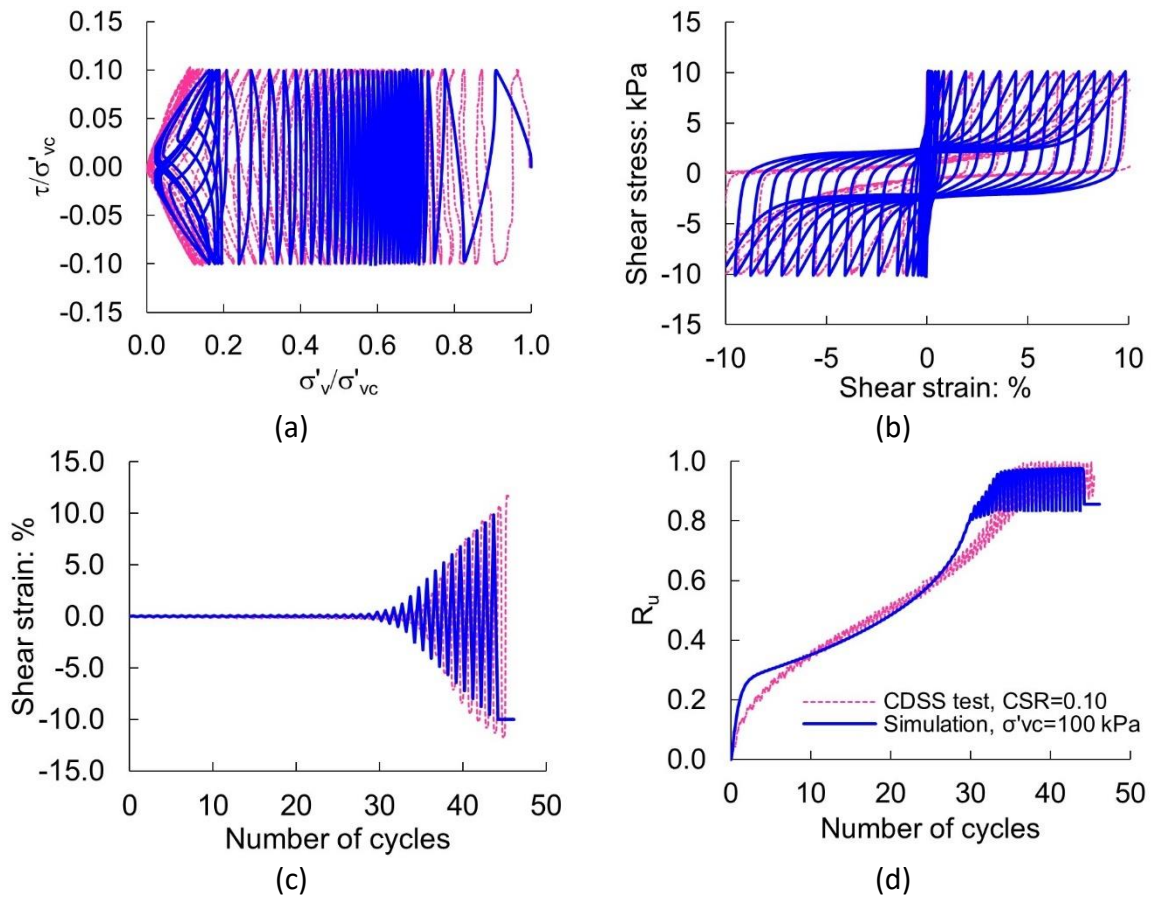 0.15
0.10
0.05
0.00
-0.05
-0.10
-0.15
τ/σ'vc
0.0 0.2 0.4 0.6 0.8 1.0
σ'v/σ'vc
(a)
15
10
5
0
-5
-10
-15
Shear stress: kPa
-10 -5 0 5 10
Shear strain: %
(b)
15.0
10.0
5.0
0.0
-5.0
-10.0
-15.0
Shear strain: %
0 10 20 30 40 50
Number of cycles
(c)
1.0
0.8
0.6
0.4
0.2
0.0
Ru
CDSS test, CSR=0.10
Simulation, σ'vc=100 kPa
0 10 20 30 40 50
Number of cycles
(d)